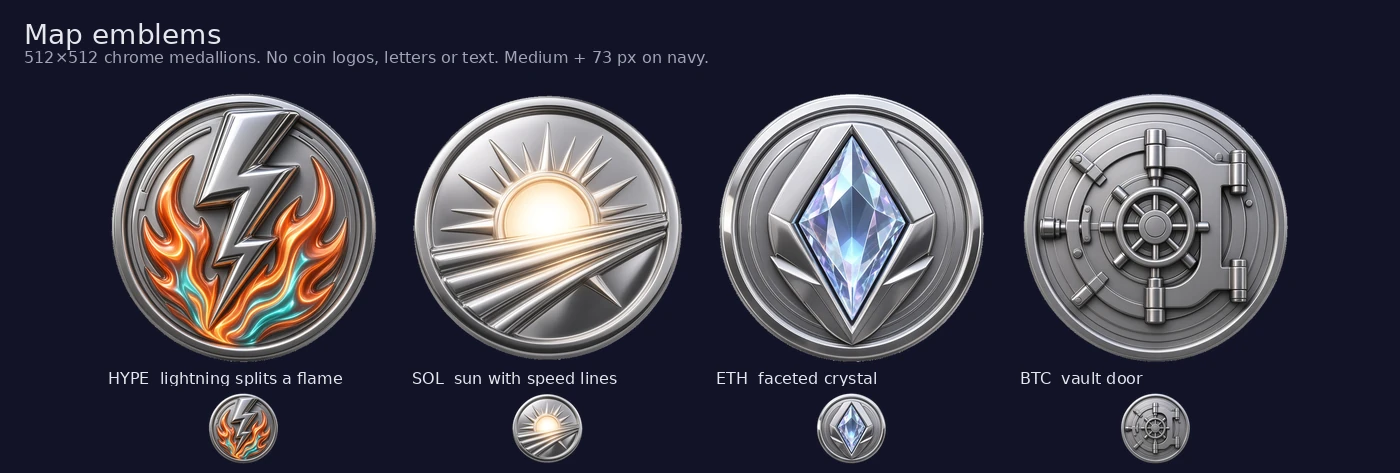 Map emblems
512×512 chrome medallions. No coin logos, letters or text. Medium + 73 px on navy.
HYPE  lightning splits a flame
SOL  sun with speed lines
ETH  faceted crystal
BTC  vault door